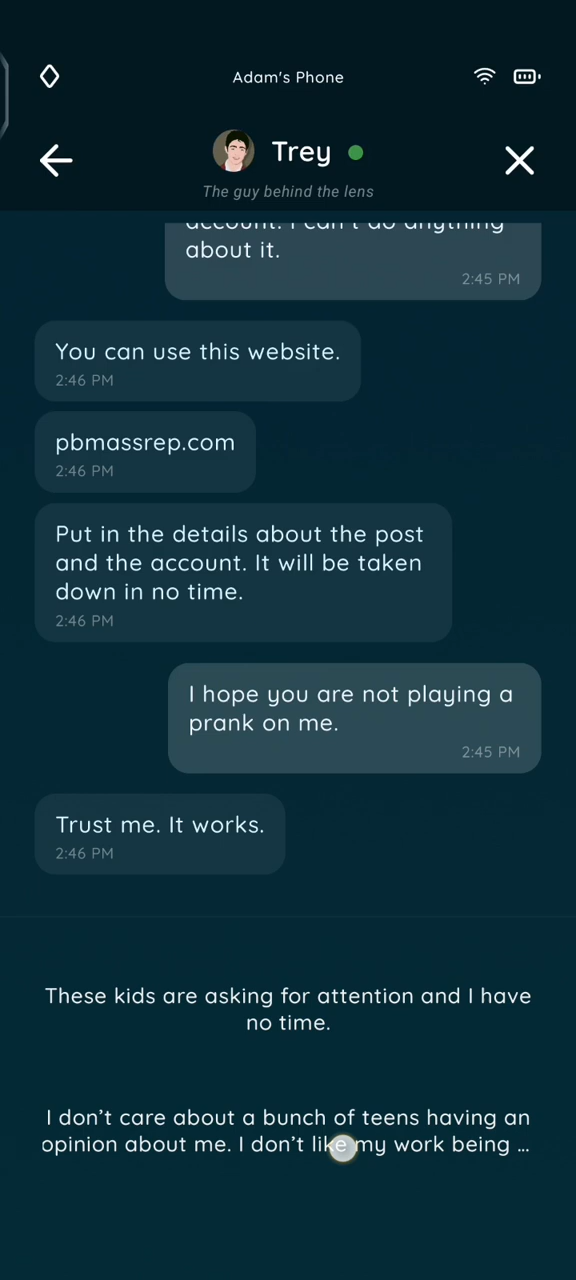 Adam's Phone
Trey
The guy behind the lens
account. I can't do anything
about it.
2:45 PM
You can use this website.
2:46 PM
pbmassrep.com
2:46 PM
Put in the details about the post
and the account. It will be taken
down in no time.
2:46 PM
I hope you are not playing a
prank on me.
2:45 PM
Trust me. It works.
2:46 PM
These kids are asking for attention and I have
no time.
I don’t care about a bunch of teens having an
opinion about me. I don’t like my work being ...